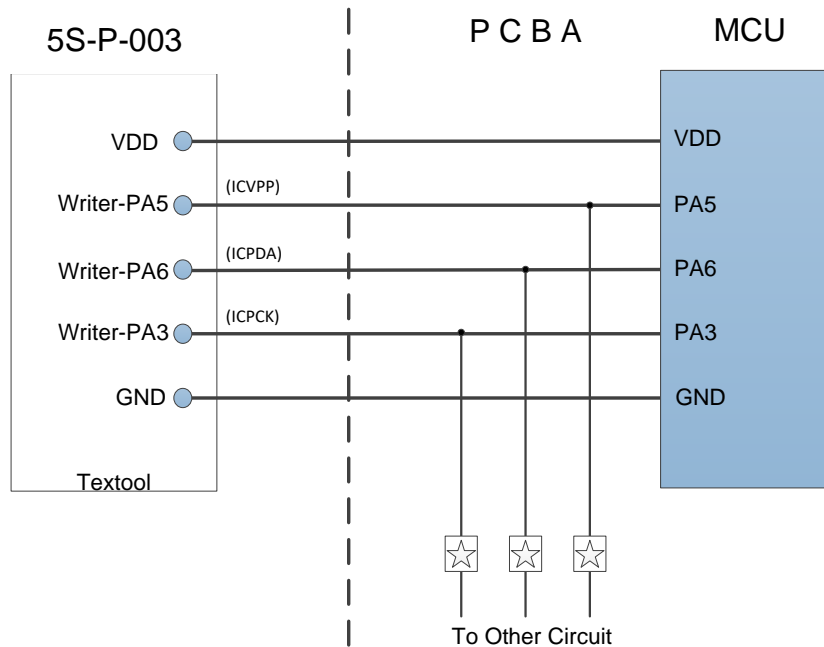 5S-P-003
P C B A
MCU
VDD
VDD
(ICVPP)
Writer-PA5
PA5
(ICPDA)
Writer-PA6
PA6
(ICPCK)
Writer-PA3
PA3
GND
GND
Textool
To Other Circuit